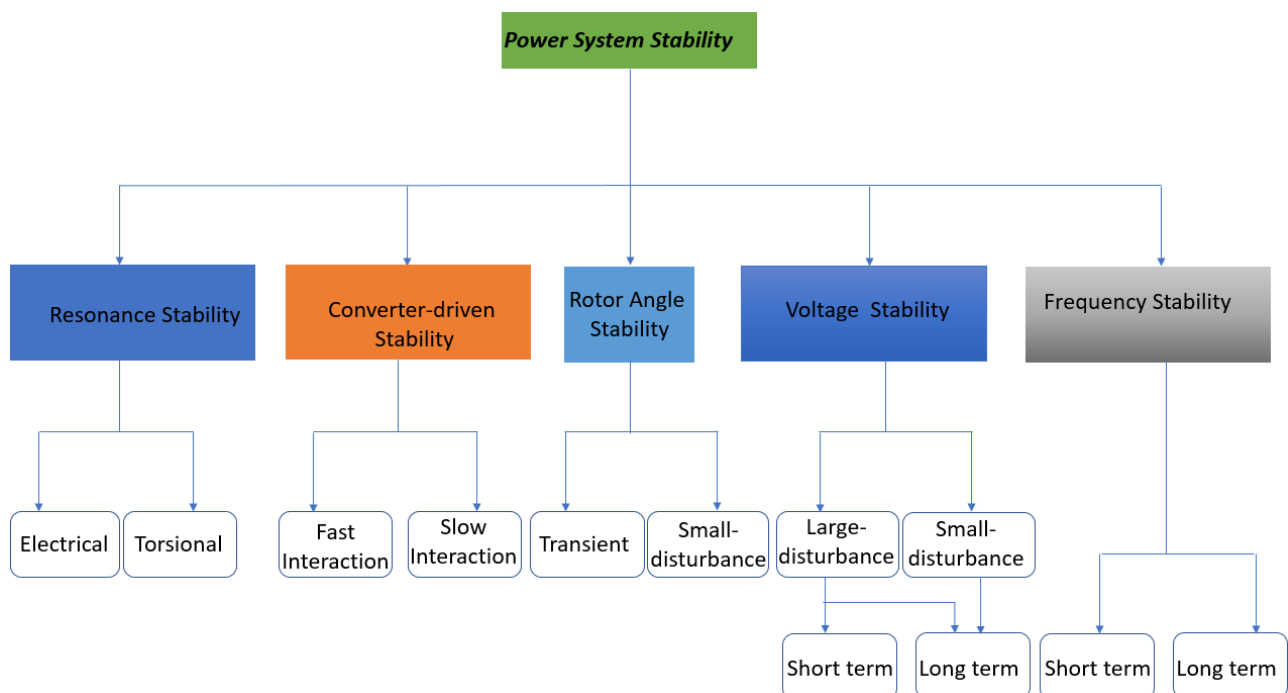 Power System Stability
Resonance Stability
Converter-driven
Stability
Rotor Angle
Stability
Voltage  Stability
Frequency Stability
Electrical
Torsional
Fast
Interaction
Slow
Interaction
Transient
Small-
disturbance
Large-
disturbance
Small-
disturbance
Short term
Long term
Short term
Long term